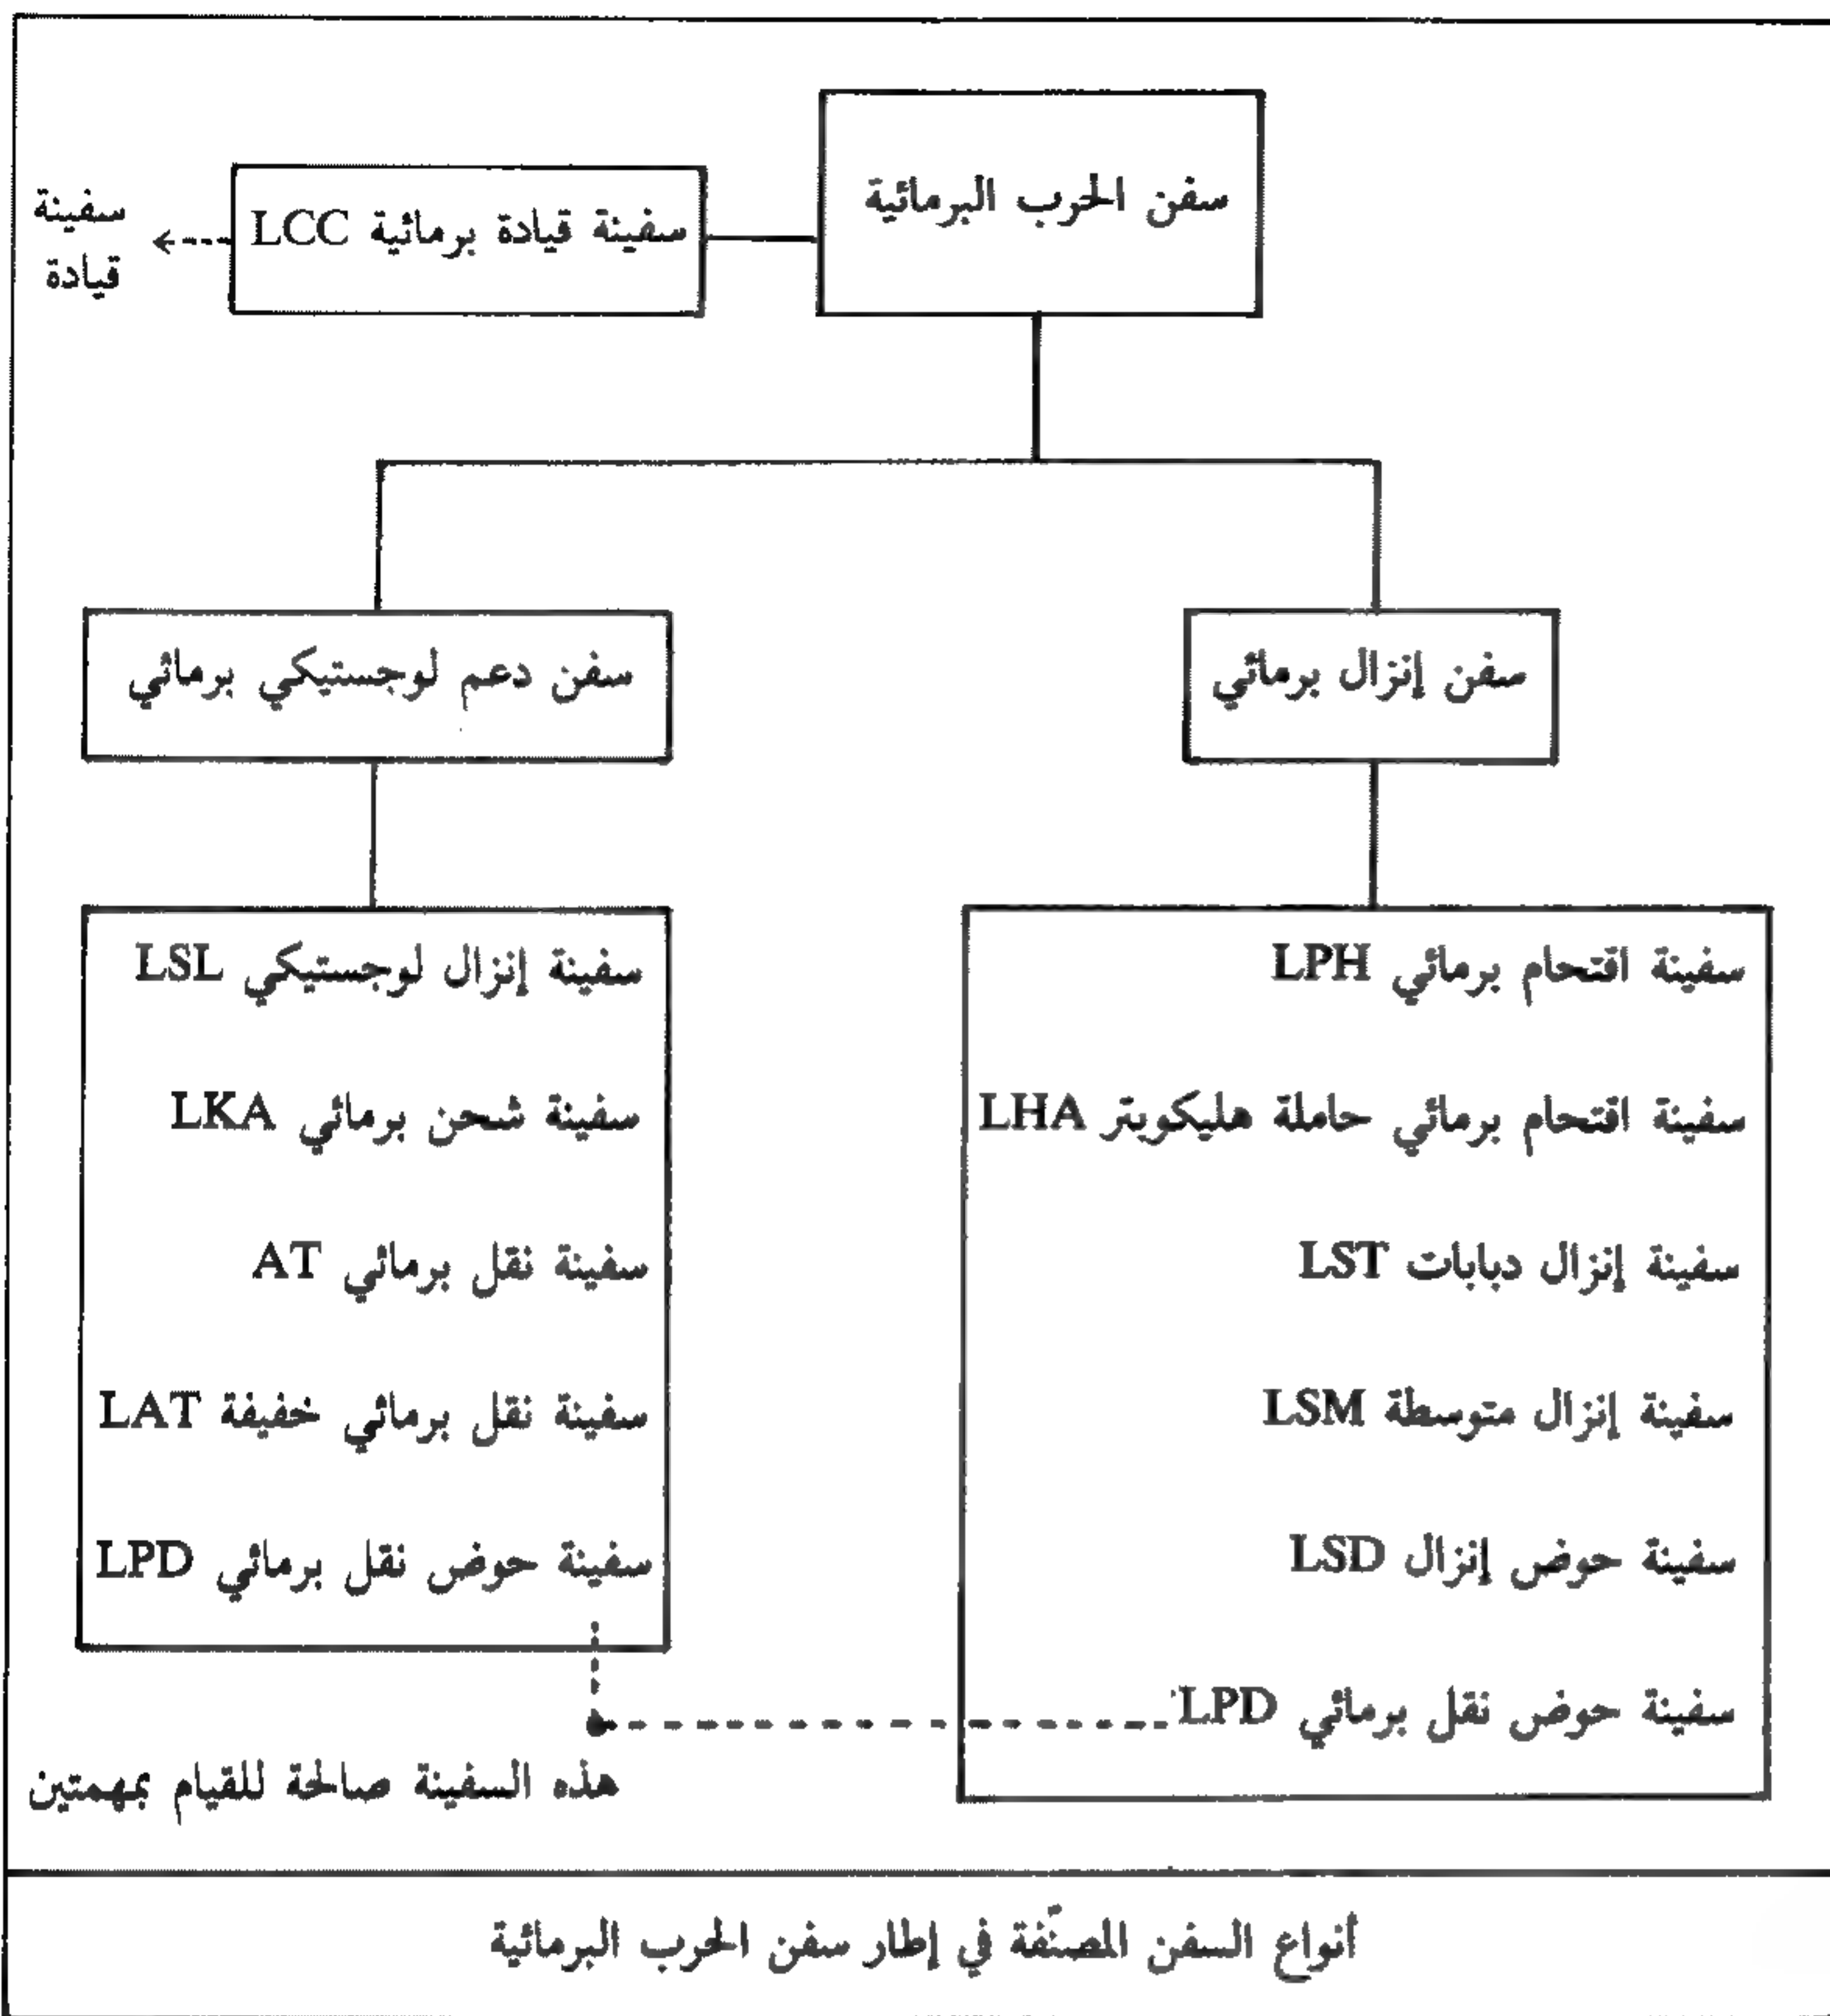 سفن الحرب البرمائية
سفينة قيادة برمائية LCC
سفينة
قيادة
سفن إنزال برمائي
سفن دعم لوجستيكي برمائي
سفينة اقتحام برمائي LPH
سفينة اقتحام برمائي حاملة هليكوبتر LHA
سفينة إنزال دبابات LST
سفينة إنزال متوسطة LSM
سفينة حوض إنزال LSD
سفينة حوض نقل برمائي LPD
سفينة إنزال لوجستيكي LSL
سفينة شحن برمائي LKA
سفينة نقل برمائي AT
سفينة نقل برمائي خفيفة LAT
سفينة حوض نقل برمائي LPD
هذه السفينة صالحة للقيام بمهمتين
أنواع السفن المصنّفة في إطار سفن الحرب البرمائية